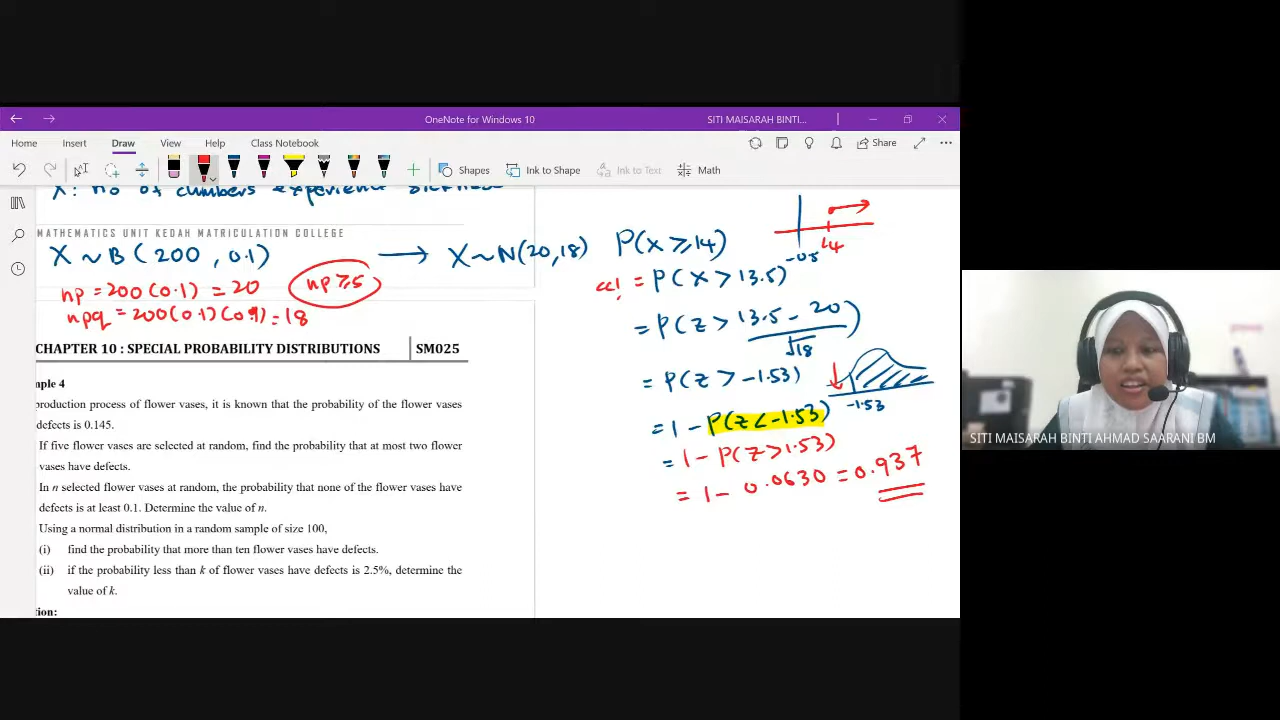 OneNote for Windows 10
SITI MAISARAH BINTI...
Home Insert Draw View Help Class Notebook
Share
Shapes Ink to Shape Ink to Text Math
X: no of climbers experience
MATHEMATICS UNIT KEDAH MATRICULATION COLLEGE
X ~ B(200, 0.1) → X ~ N(20, 18)
np = 200(0.1) = 20
np ≥ 5
npq = 200(0.1)(0.9) = 18
CHAPTER 10 : SPECIAL PROBABILITY DISTRIBUTIONS SM025
mple 4
production process of flower vases, it is known that the probability of the flower vases
defects is 0.145.
If five flower vases are selected at random, find the probability that at most two flower
vases have defects.
In n selected flower vases at random, the probability that none of the flower vases have
defects is at least 0.1. Determine the value of n.
Using a normal distribution in a random sample of size 100,
(i) find the probability that more than ten flower vases have defects.
(ii) if the probability less than k of flower vases have defects is 2.5%, determine the
value of k.
tion:
P(X ≥ 14)
14
-0.5
cc! = P(X > 13.5)
= P(Z > 13.5 - 20 / √18)
= P(Z > -1.53)
-1.53
= 1 - P(Z < -1.53)
= 1 - P(Z > 1.53)
= 1 - 0.0630 = 0.937
SITI MAISARAH BINTI AHMAD SAARANI BM